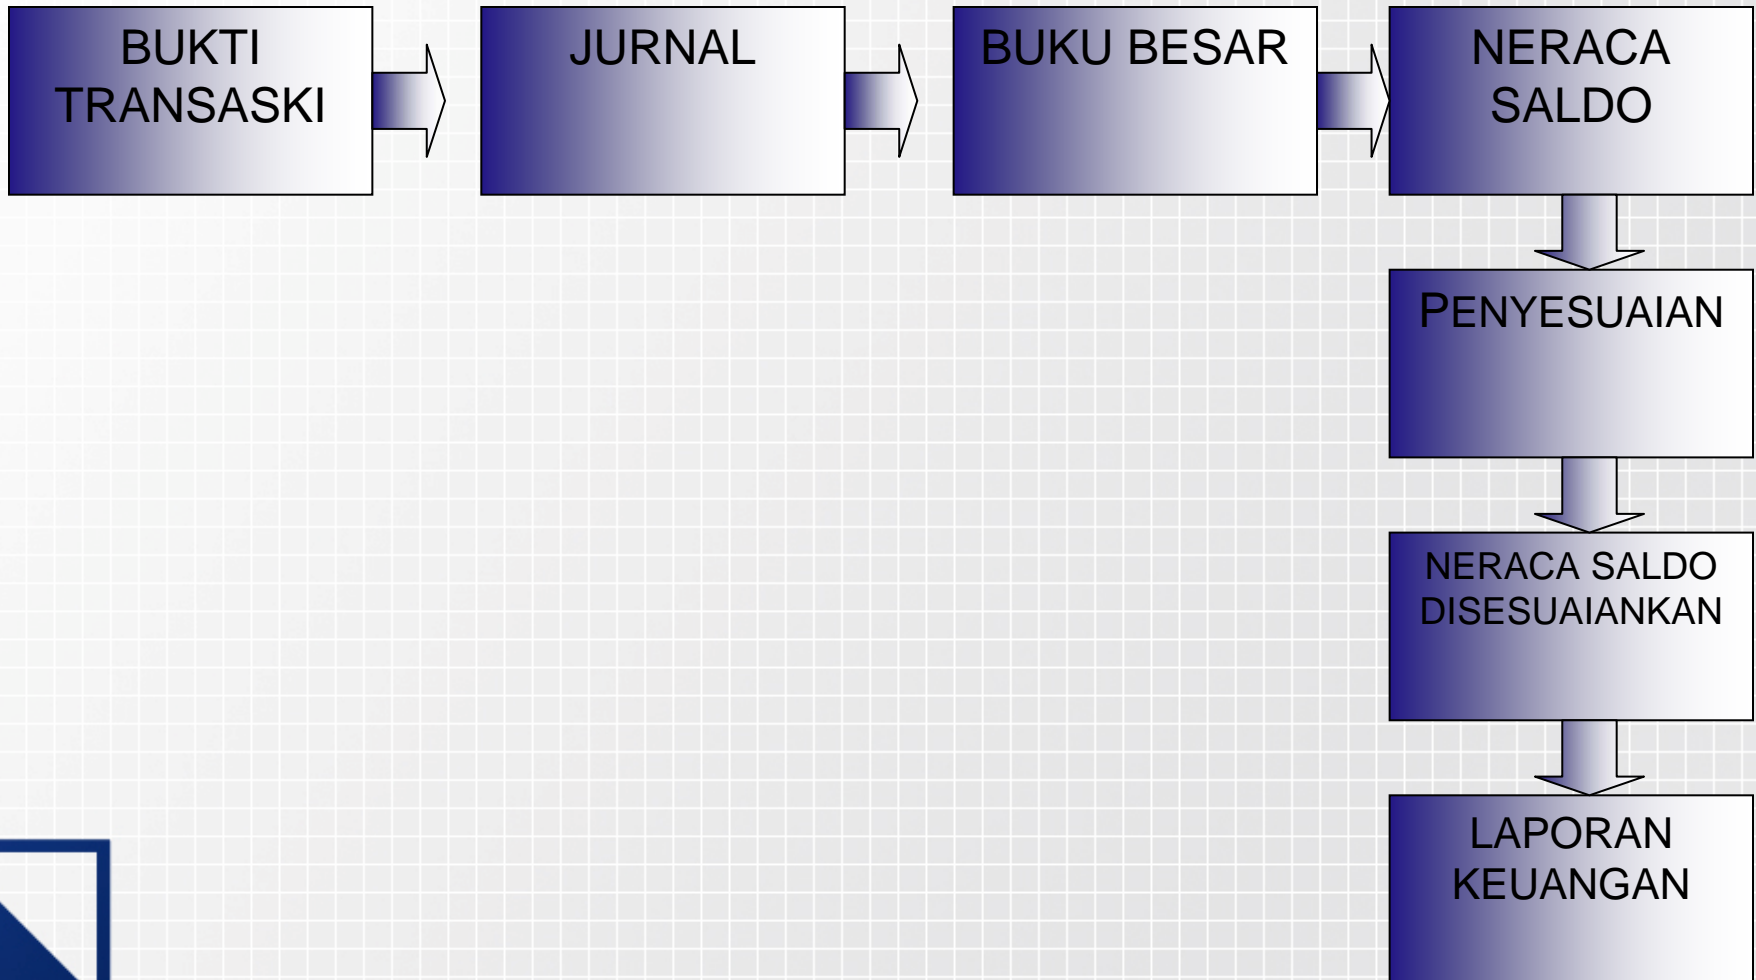 BUKTI
TRANSASKI
JURNAL
BUKU BESAR
NERACA
SALDO
PENYESUAIAN
NERACA SALDO
DISESUAIANKAN
LAPORAN
KEUANGAN